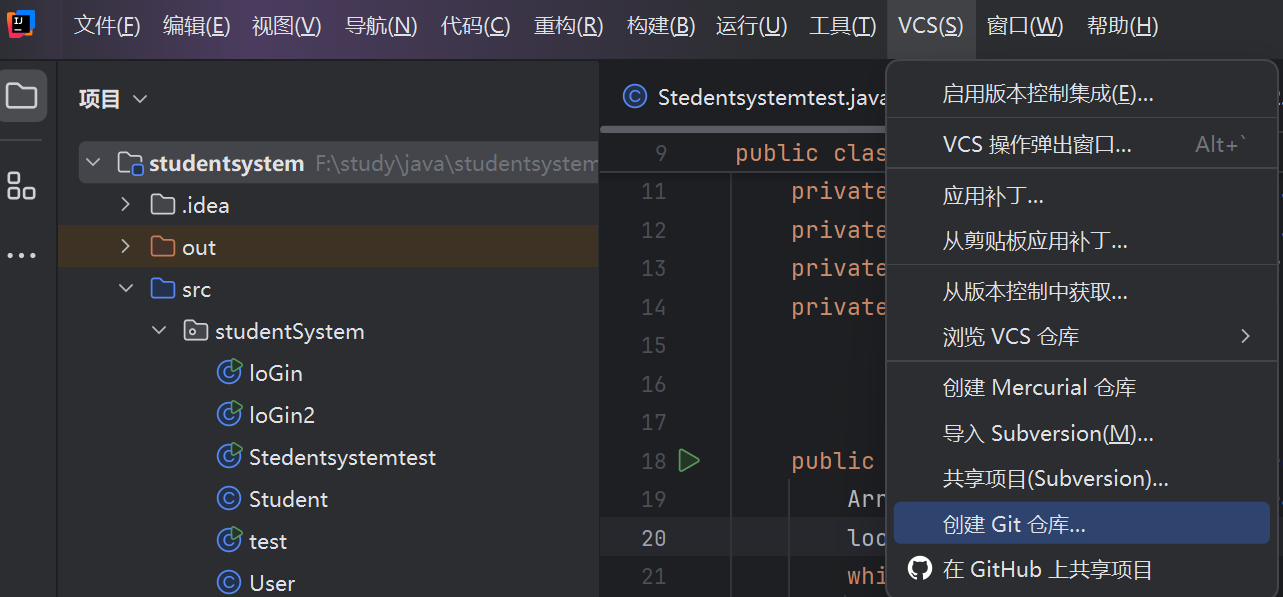 文件(F) 编辑(E) 视图(V) 导航(N) 代码(C) 重构(R) 构建(B) 运行(U) 工具(T) VCS(S) 窗口(W) 帮助(H)
项目
studentsystem F:\study\java\studentsystem
.idea
out
src
studentSystem
loGin
loGin2
Stedentsystemtest
Student
test
User
Stedentsystemtest.java
9 public clas
11 private
12 private
13 private
14 private
15
16
17
18 public
19 Arr
20 loo
21 whi
启用版本控制集成(E)...
VCS 操作弹出窗口... Alt+`
应用补丁...
从剪贴板应用补丁...
从版本控制中获取...
浏览 VCS 仓库
创建 Mercurial 仓库
导入 Subversion(M)...
共享项目(Subversion)...
创建 Git 仓库...
在 GitHub 上共享项目